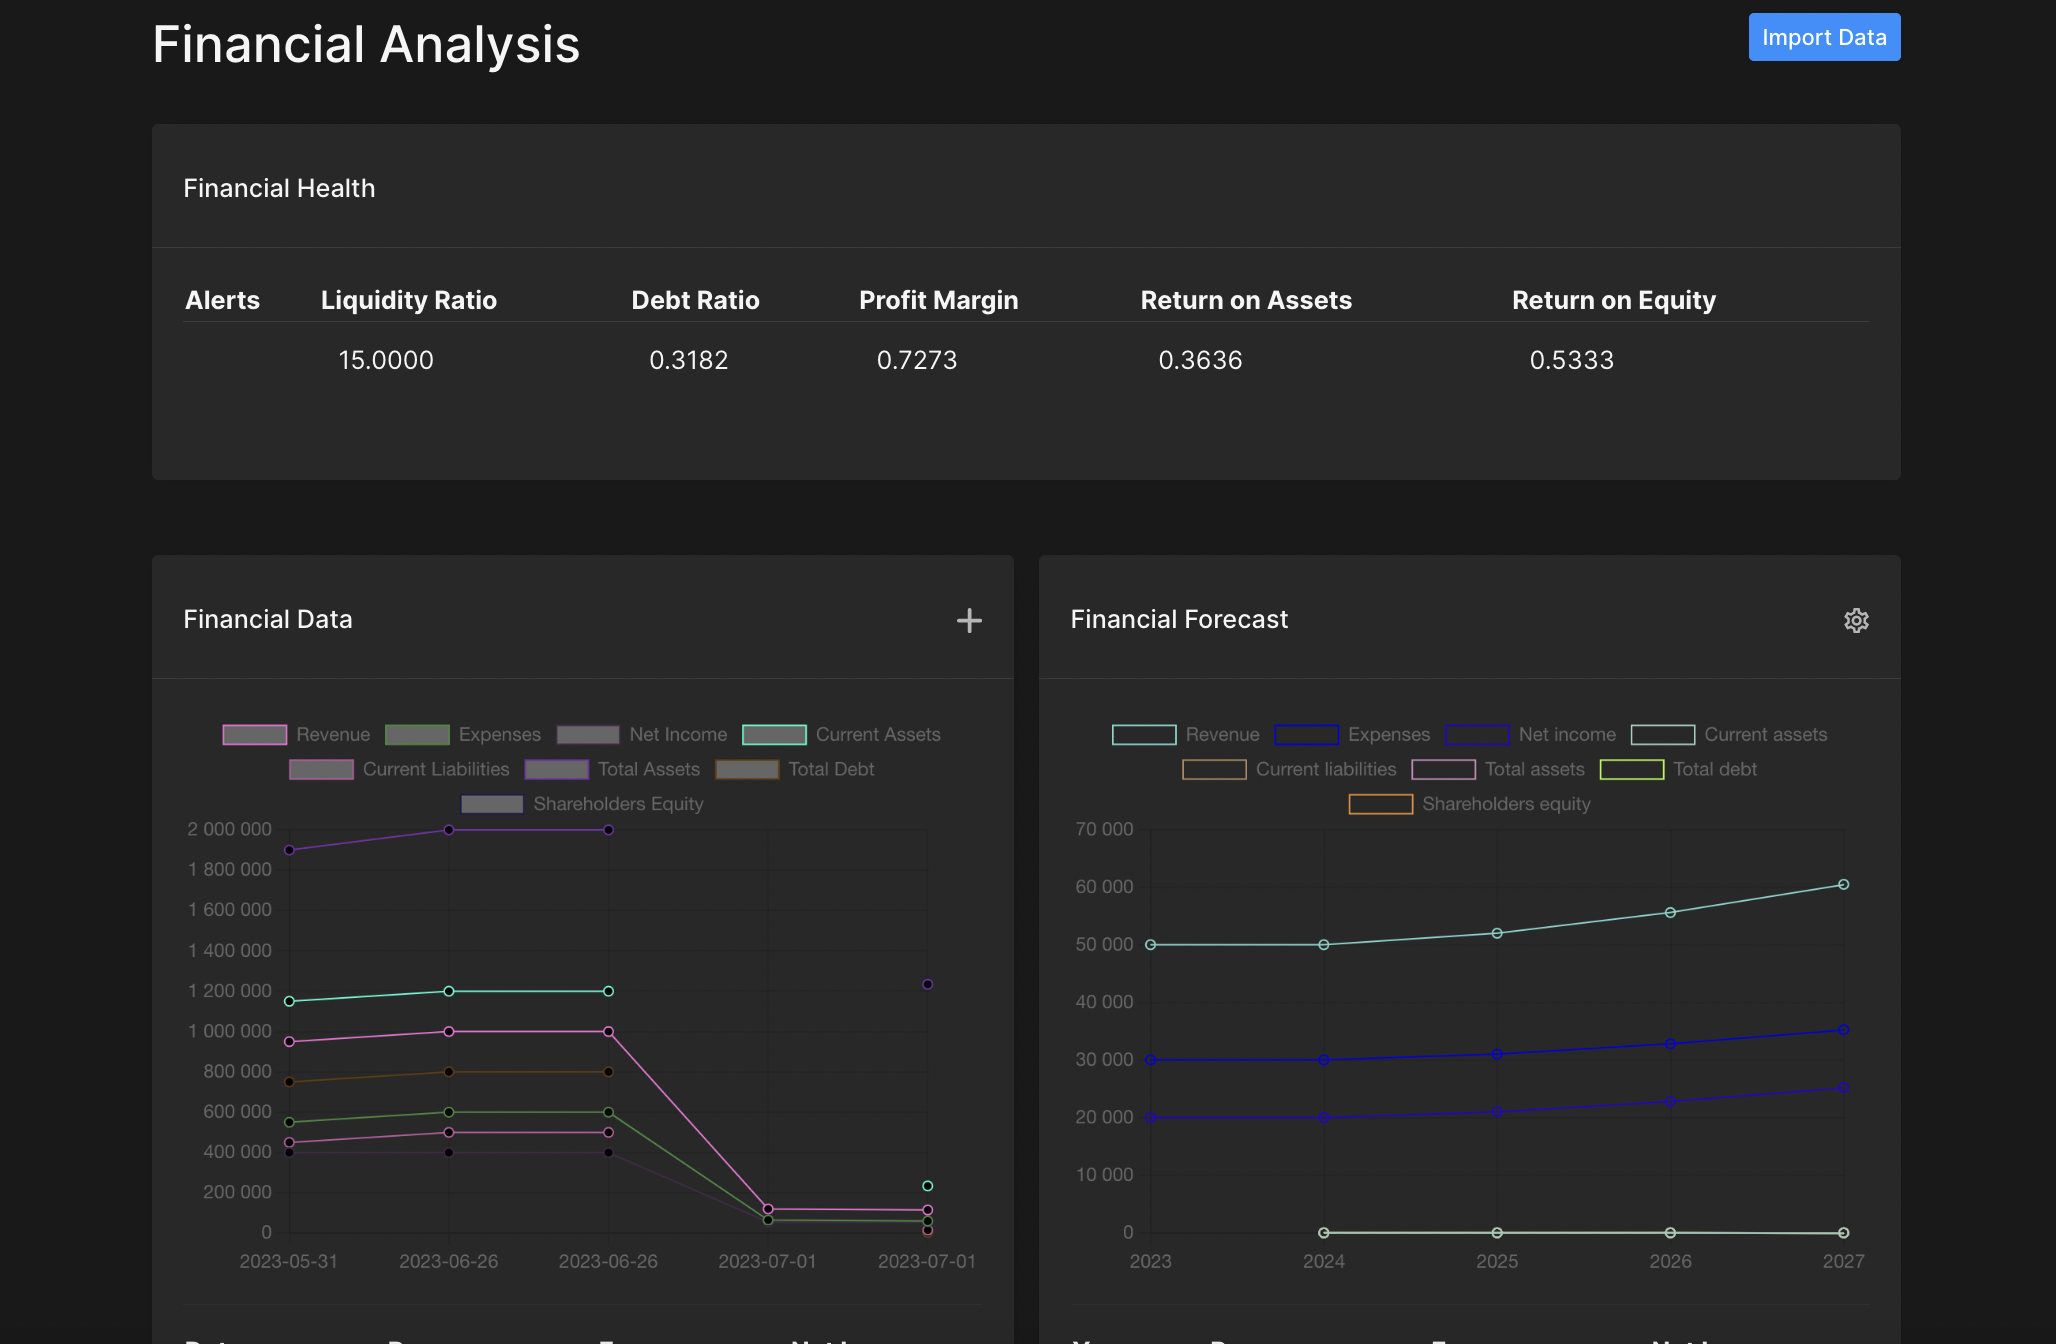 Financial Analysis
Import Data
Financial Health
Alerts Liquidity Ratio Debt Ratio Profit Margin Return on Assets Return on Equity
15.0000 0.3182 0.7273 0.3636 0.5333
Financial Data
Revenue Expenses Net Income Current Assets
Current Liabilities Total Assets Total Debt
Shareholders Equity
2 000 000
1 800 000
1 600 000
1 400 000
1 200 000
1 000 000
800 000
600 000
400 000
200 000
0
2023-05-31 2023-06-26 2023-06-26 2023-07-01 2023-07-01
Financial Forecast
Revenue Expenses Net income Current assets
Current liabilities Total assets Total debt
Shareholders equity
70 000
60 000
50 000
40 000
30 000
20 000
10 000
0
2023 2024 2025 2026 2027